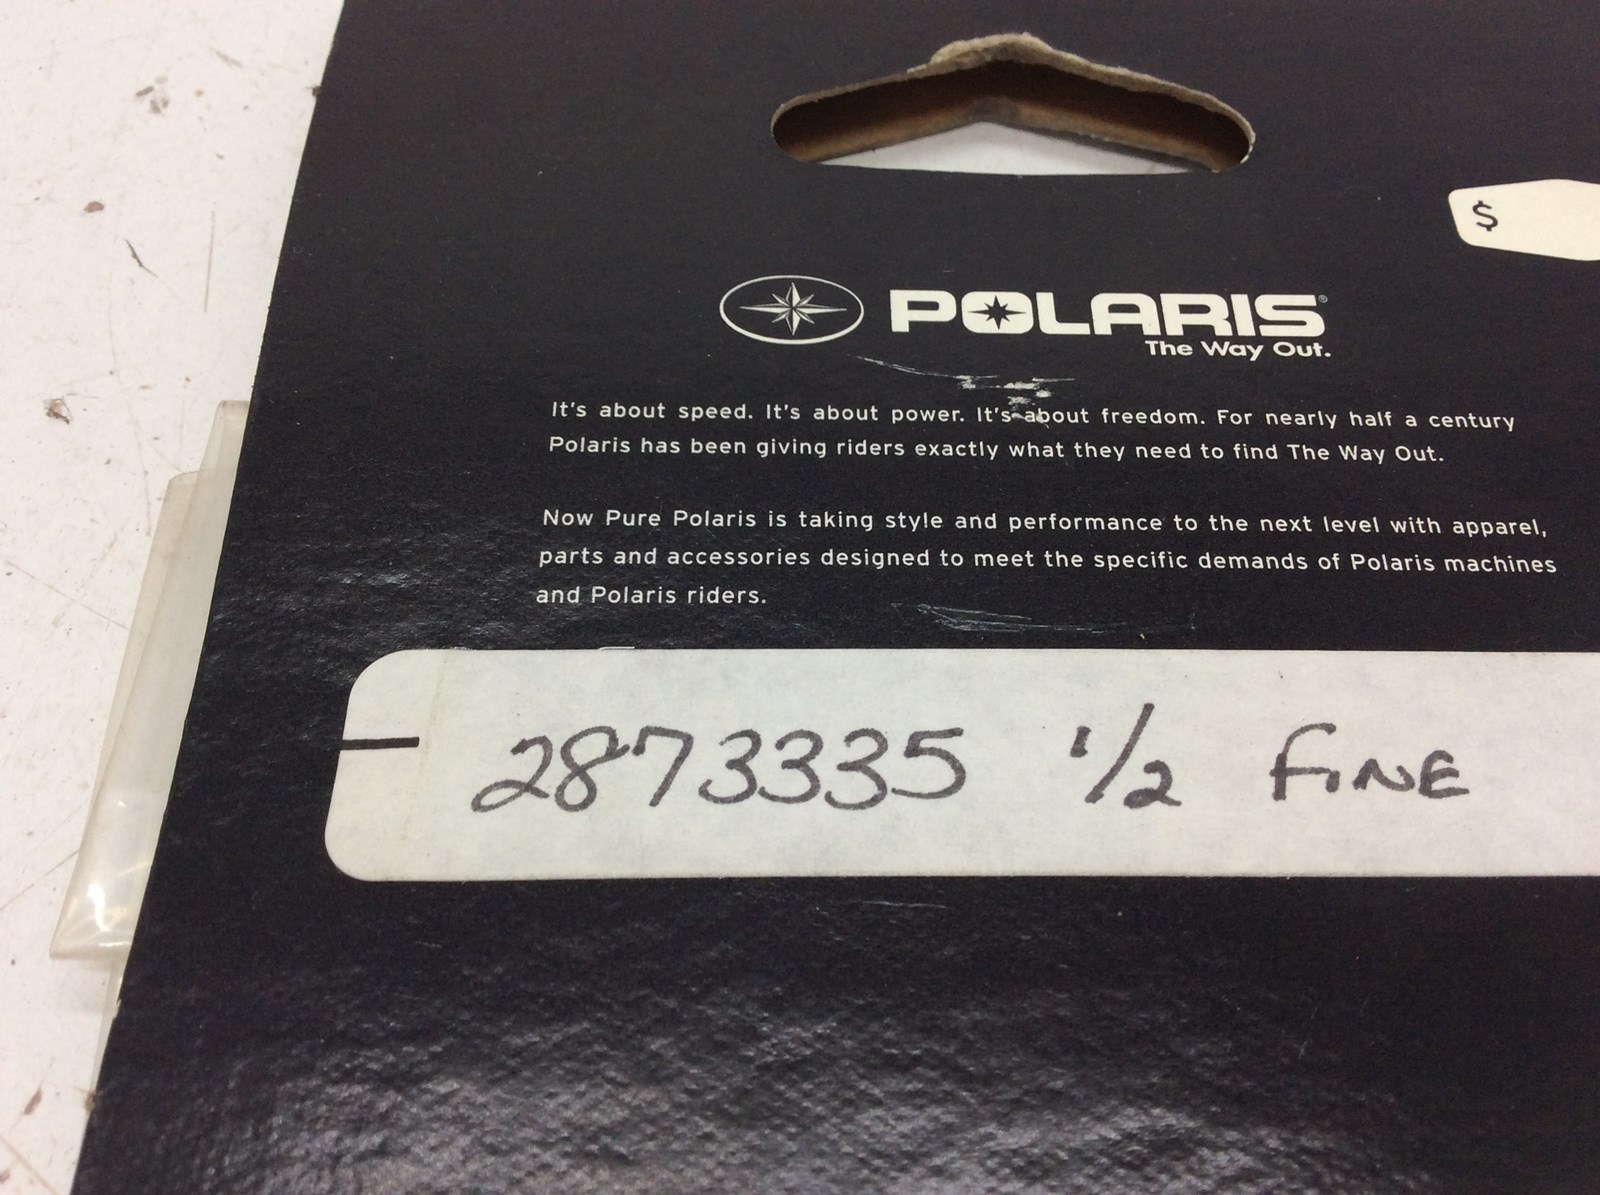 $
POLARIS®
The Way Out.
It's about speed. It's about power. It's about freedom. For nearly half a century
Polaris has been giving riders exactly what they need to find The Way Out.
Now Pure Polaris is taking style and performance to the next level with apparel,
parts and accessories designed to meet the specific demands of Polaris machines
and Polaris riders.
2873335 1/2 FINE